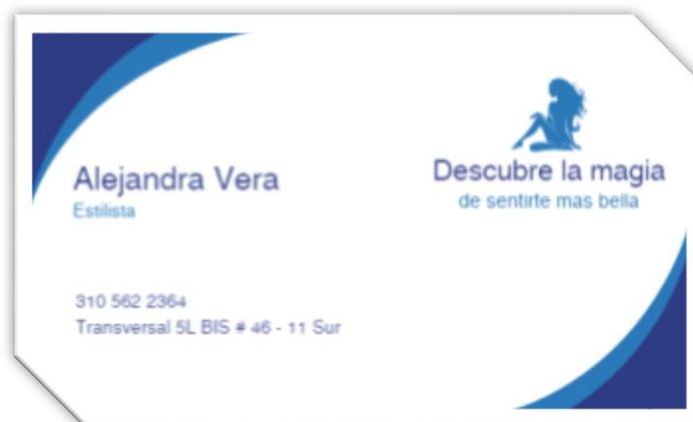 Alejandra Vera
Estilista
Descubre la magia
de sentirte mas bella
310 562 2364
Transversal 5L BIS # 46 - 11 Sur